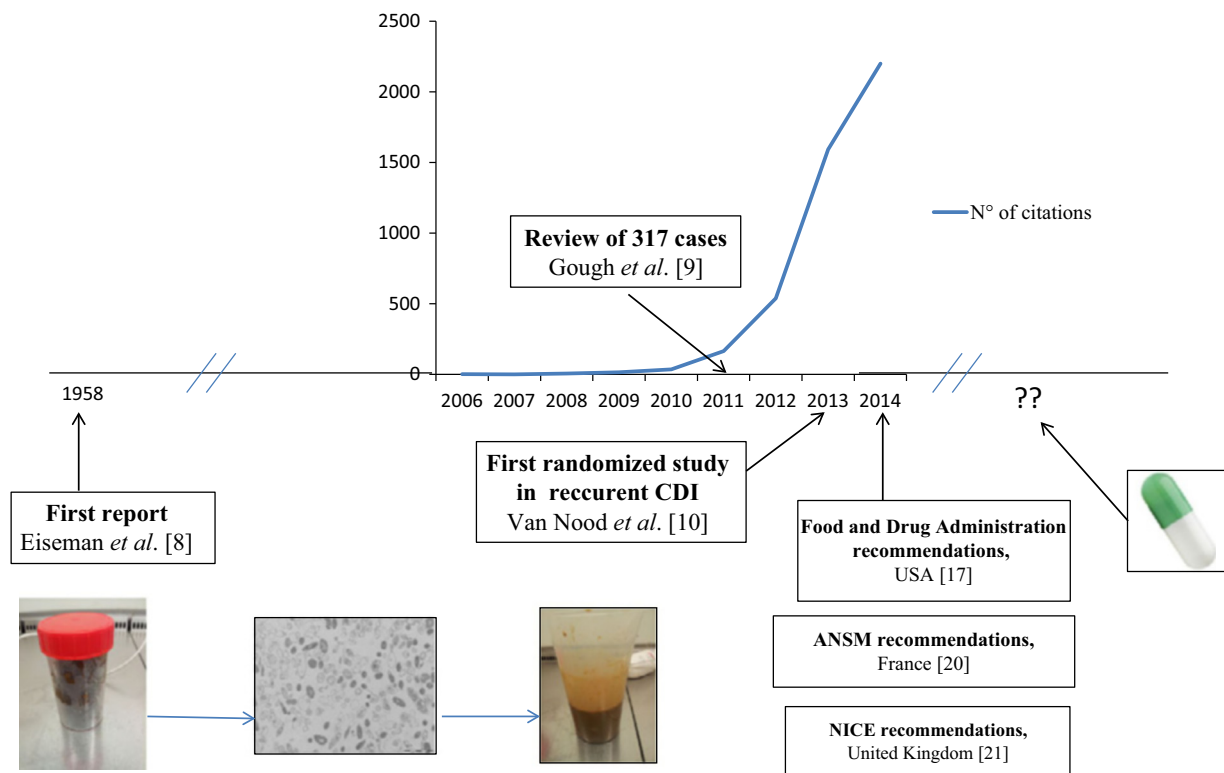 2500
2000
1500
1000
500
0
N° of citations
Review of 317 cases
Gough et al. [9]
1958
2006 2007 2008 2009 2010 2011 2012 2013 2014
??
First report
Eiseman et al. [8]
First randomized study
in reccurent CDI
Van Nood et al. [10]
Food and Drug Administration
recommendations,
USA [17]
ANSM recommendations,
France [20]
NICE recommendations,
United Kingdom [21]